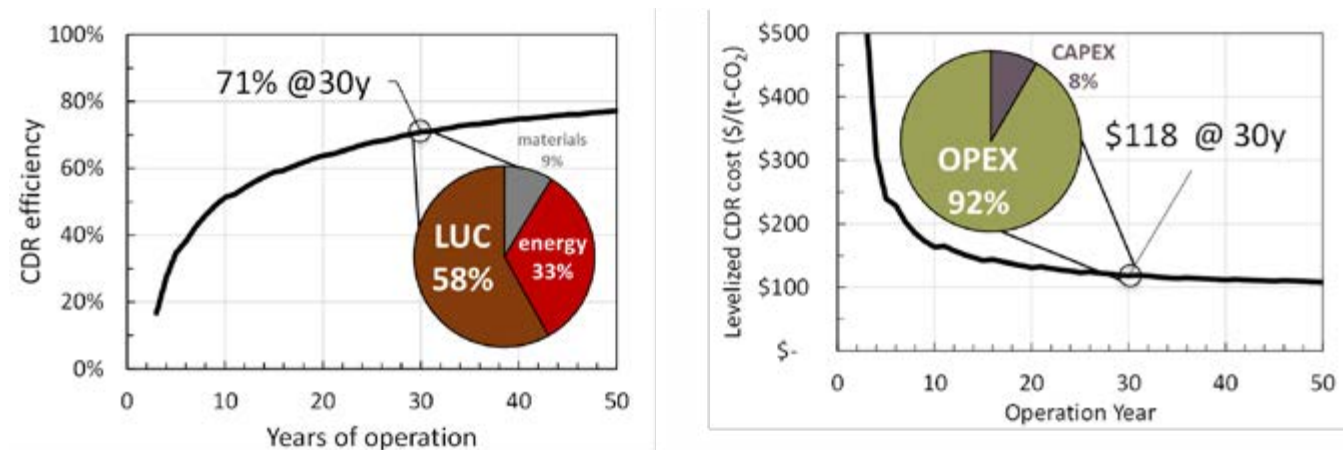 CDR efficiency
100%
80%
60%
40%
20%
0%
71% @30y
materials
9%
LUC
58%
energy
33%
0
10
20
30
40
50
Years of operation
Levelized CDR cost ($/(t-CO₂)
$500
$400
$300
$200
$100
$-
CAPEX
8%
OPEX
92%
$118 @ 30y
0
10
20
30
40
50
Operation Year